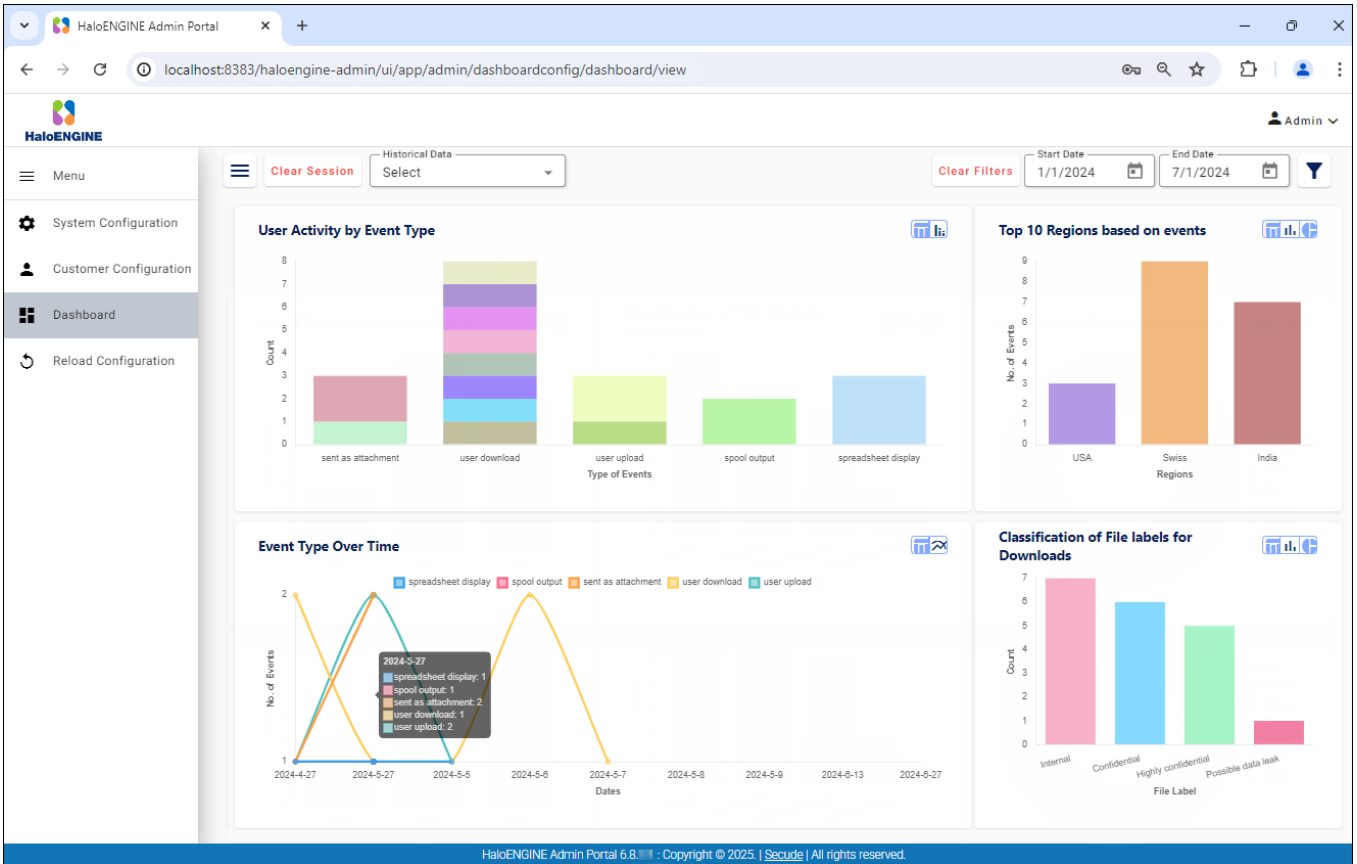 HaloENGINE Admin Portal
localhost:8383/haloengine-admin/ui/app/admin/dashboardconfig/dashboard/view
HaloENGINE
Admin
Menu
System Configuration
Customer Configuration
Dashboard
Reload Configuration
Clear Session
Historical Data
Select
Clear Filters
Start Date
1/1/2024
End Date
7/1/2024
User Activity by Event Type
8
7
6
5
4
3
2
1
0
Count
sent as attachment
user download
user upload
spool output
spreadsheet display
Type of Events
Top 10 Regions based on events
9
8
7
6
5
4
3
2
1
0
No. of Events
USA
Swiss
India
Regions
Event Type Over Time
spreadsheet display
spool output
sent as attachment
user download
user upload
2
1
No. of Events
2024-5-27
spreadsheet display: 1
spool output: 1
sent as attachment: 2
user download: 1
user upload: 2
2024-4-27
2024-5-27
2024-5-5
2024-5-6
2024-5-7
2024-5-8
2024-5-9
2024-6-13
2024-6-27
Dates
Classification of File labels for
Downloads
7
6
5
4
3
2
1
0
Count
Internal
Confidential
Highly confidential
Possible data leak
File Label
HaloENGINE Admin Portal 6.8. : Copyright © 2025. | Secude | All rights reserved.